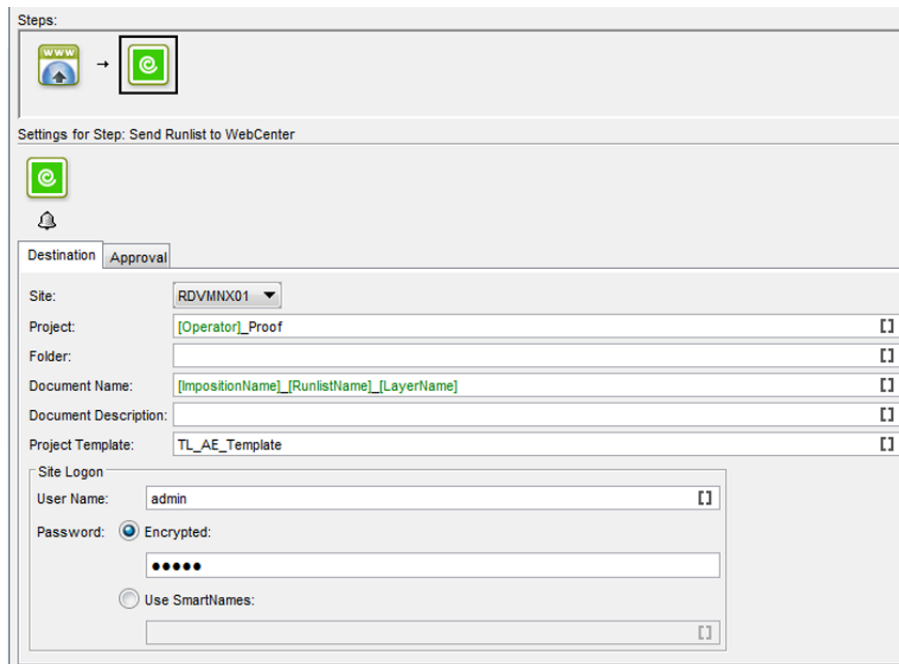 Steps:
WWW
Settings for Step: Send Runlist to WebCenter
Destination
Approval
Site: RDVMNX01
Project: [Operator]_Proof
Folder:
Document Name: [ImpositionName]_[RunlistName]_[LayerName]
Document Description:
Project Template: TL_AE_Template
Site Logon
User Name: admin
Password: Encrypted:
●●●●●
Use SmartNames: